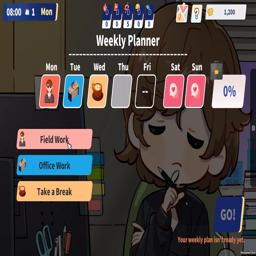 08:00 # 1 Mon
1,200
Weekly Planner
Mon Tue Wed Thu Fri Sat Sun
--
0%
Field Work
Office Work
Take a Break
GO!
Your weekly plan isn't ready yet.